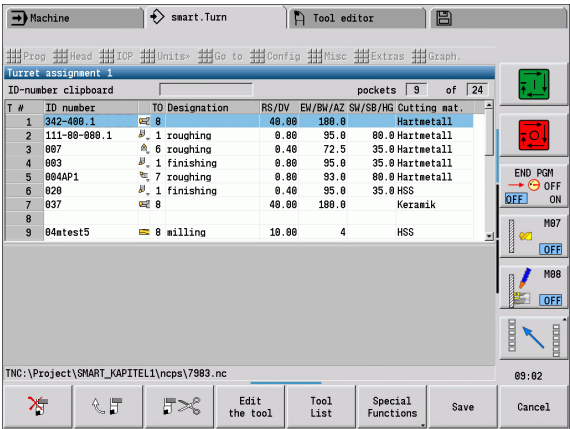 Machine smart.Turn Tool editor
Prog Head ICP Units» Go to Config Misc Extras Graph.
Turret assignment 1
ID-number clipboard pockets 9 of 24
T # ID number TO Designation RS/DV EW/BW/AZ SW/SB/HG Cutting mat.
1 342-400.1 8 40.00 180.0 Hartmetall
2 111-80-080.1 1 roughing 0.80 95.0 80.0 Hartmetall
3 007 6 roughing 0.40 72.5 35.0 Hartmetall
4 003 1 finishing 0.80 95.0 35.0 Hartmetall
5 004AP1 7 roughing 0.80 93.0 80.0 Hartmetall
6 020 1 finishing 0.40 95.0 35.0 HSS
7 037 8 40.00 180.0 Keramik
8
9 04mtest5 8 milling 10.00 4 HSS
TNC:\Project\SMART_KAPITEL1\ncps\7983.nc
I
O
END PGM
OFF
OFF ON
M07
OFF
M08
OFF
09:02
Edit the tool
Tool List
Special Functions
Save
Cancel